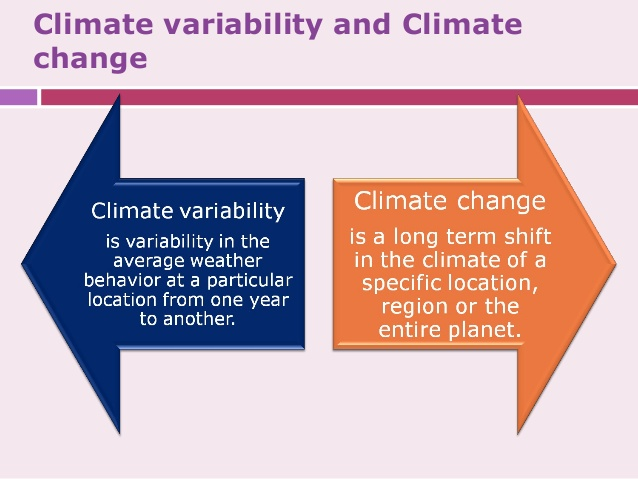 Climate variability and Climate
change
Climate variability
is variability in the
average weather
behavior at a particular
location from one year
to another.
Climate change
is a long term shift
in the climate of a
specific location,
region or the
entire planet.